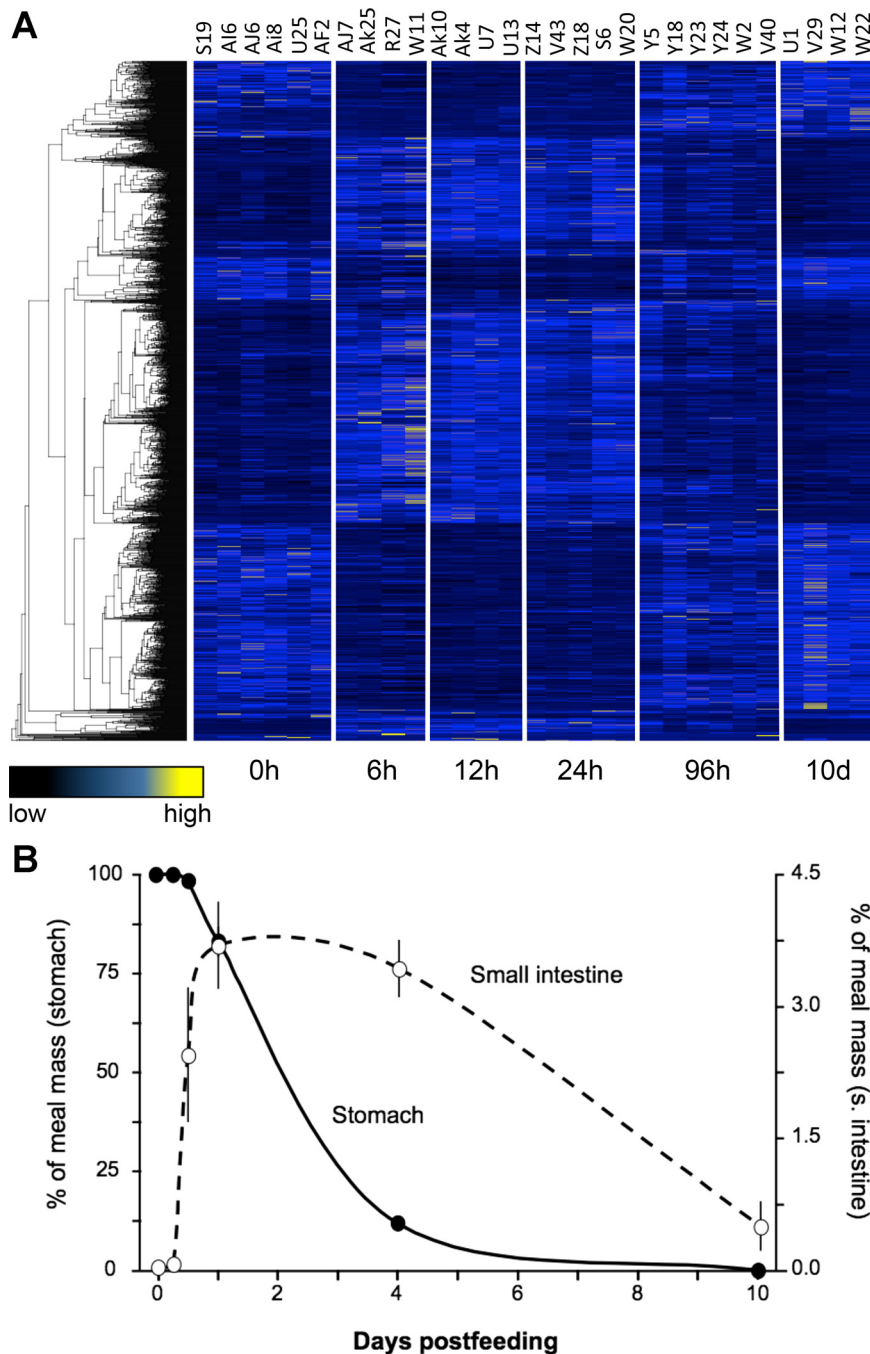 A
S19 AI6 AJ6 Ai8 U25 AF2 AJ7 Ak25 R27 W11 Ak10 Ak4 U7 U13 Z14 V43 Z18 S6 W20 Y5 Y18 Y23 Y24 W2 V40 U1 V29 W12 W22
0h 6h 12h 24h 96h 10d
low high
B
100 4.5
75 3.0
50 1.5
25 0.0
0
% of meal mass (stomach)
% of meal mass (s. intestine)
Small intestine
Stomach
0 2 4 6 8 10
Days postfeeding